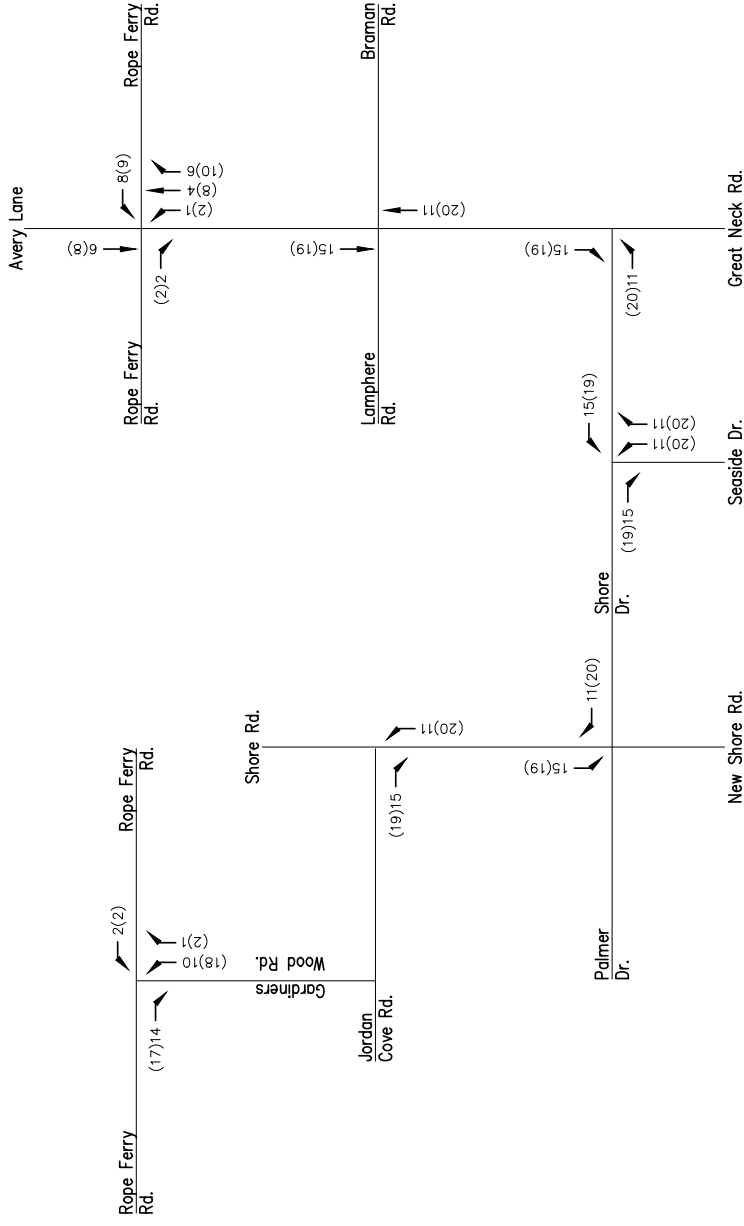 Avery Lane
Rope Ferry
Rd.
Rope Ferry
Rd.
6(8)
8(9)
(2)2
(2)1
(8)4
(10)6
Lamphere
Rd.
Braman
Rd.
15(19)
(20)11
15(19)
(20)11
Great Neck Rd.
15(19)
(19)15
(20)11
(20)11
Seaside Dr.
Shore
Dr.
11(20)
15(19)
New Shore Rd.
Palmer
Dr.
Shore Rd.
(20)11
(19)15
Jordan
Cove Rd.
Gardiners
Wood Rd.
Rope Ferry
Rd.
2(2)
(2)1
(18)10
(17)14
Rope Ferry
Rd.